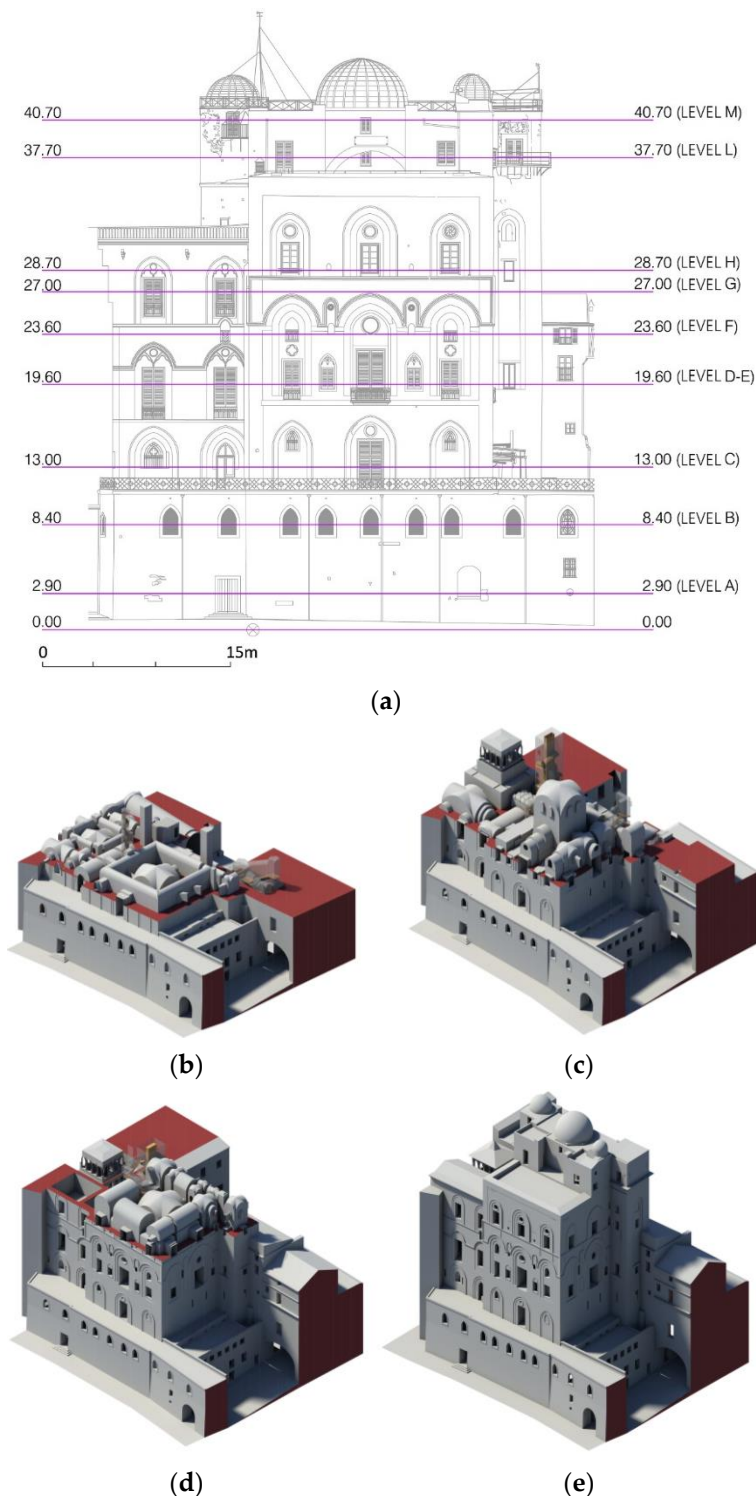 40.70 40.70 (LEVEL M)
37.70 37.70 (LEVEL L)
28.70 28.70 (LEVEL H)
27.00 27.00 (LEVEL G)
23.60 23.60 (LEVEL F)
19.60 19.60 (LEVEL D-E)
13.00 13.00 (LEVEL C)
8.40 8.40 (LEVEL B)
2.90 2.90 (LEVEL A)
0.00 0.00
0 15m
(a)
(b) (c)
(d) (e)